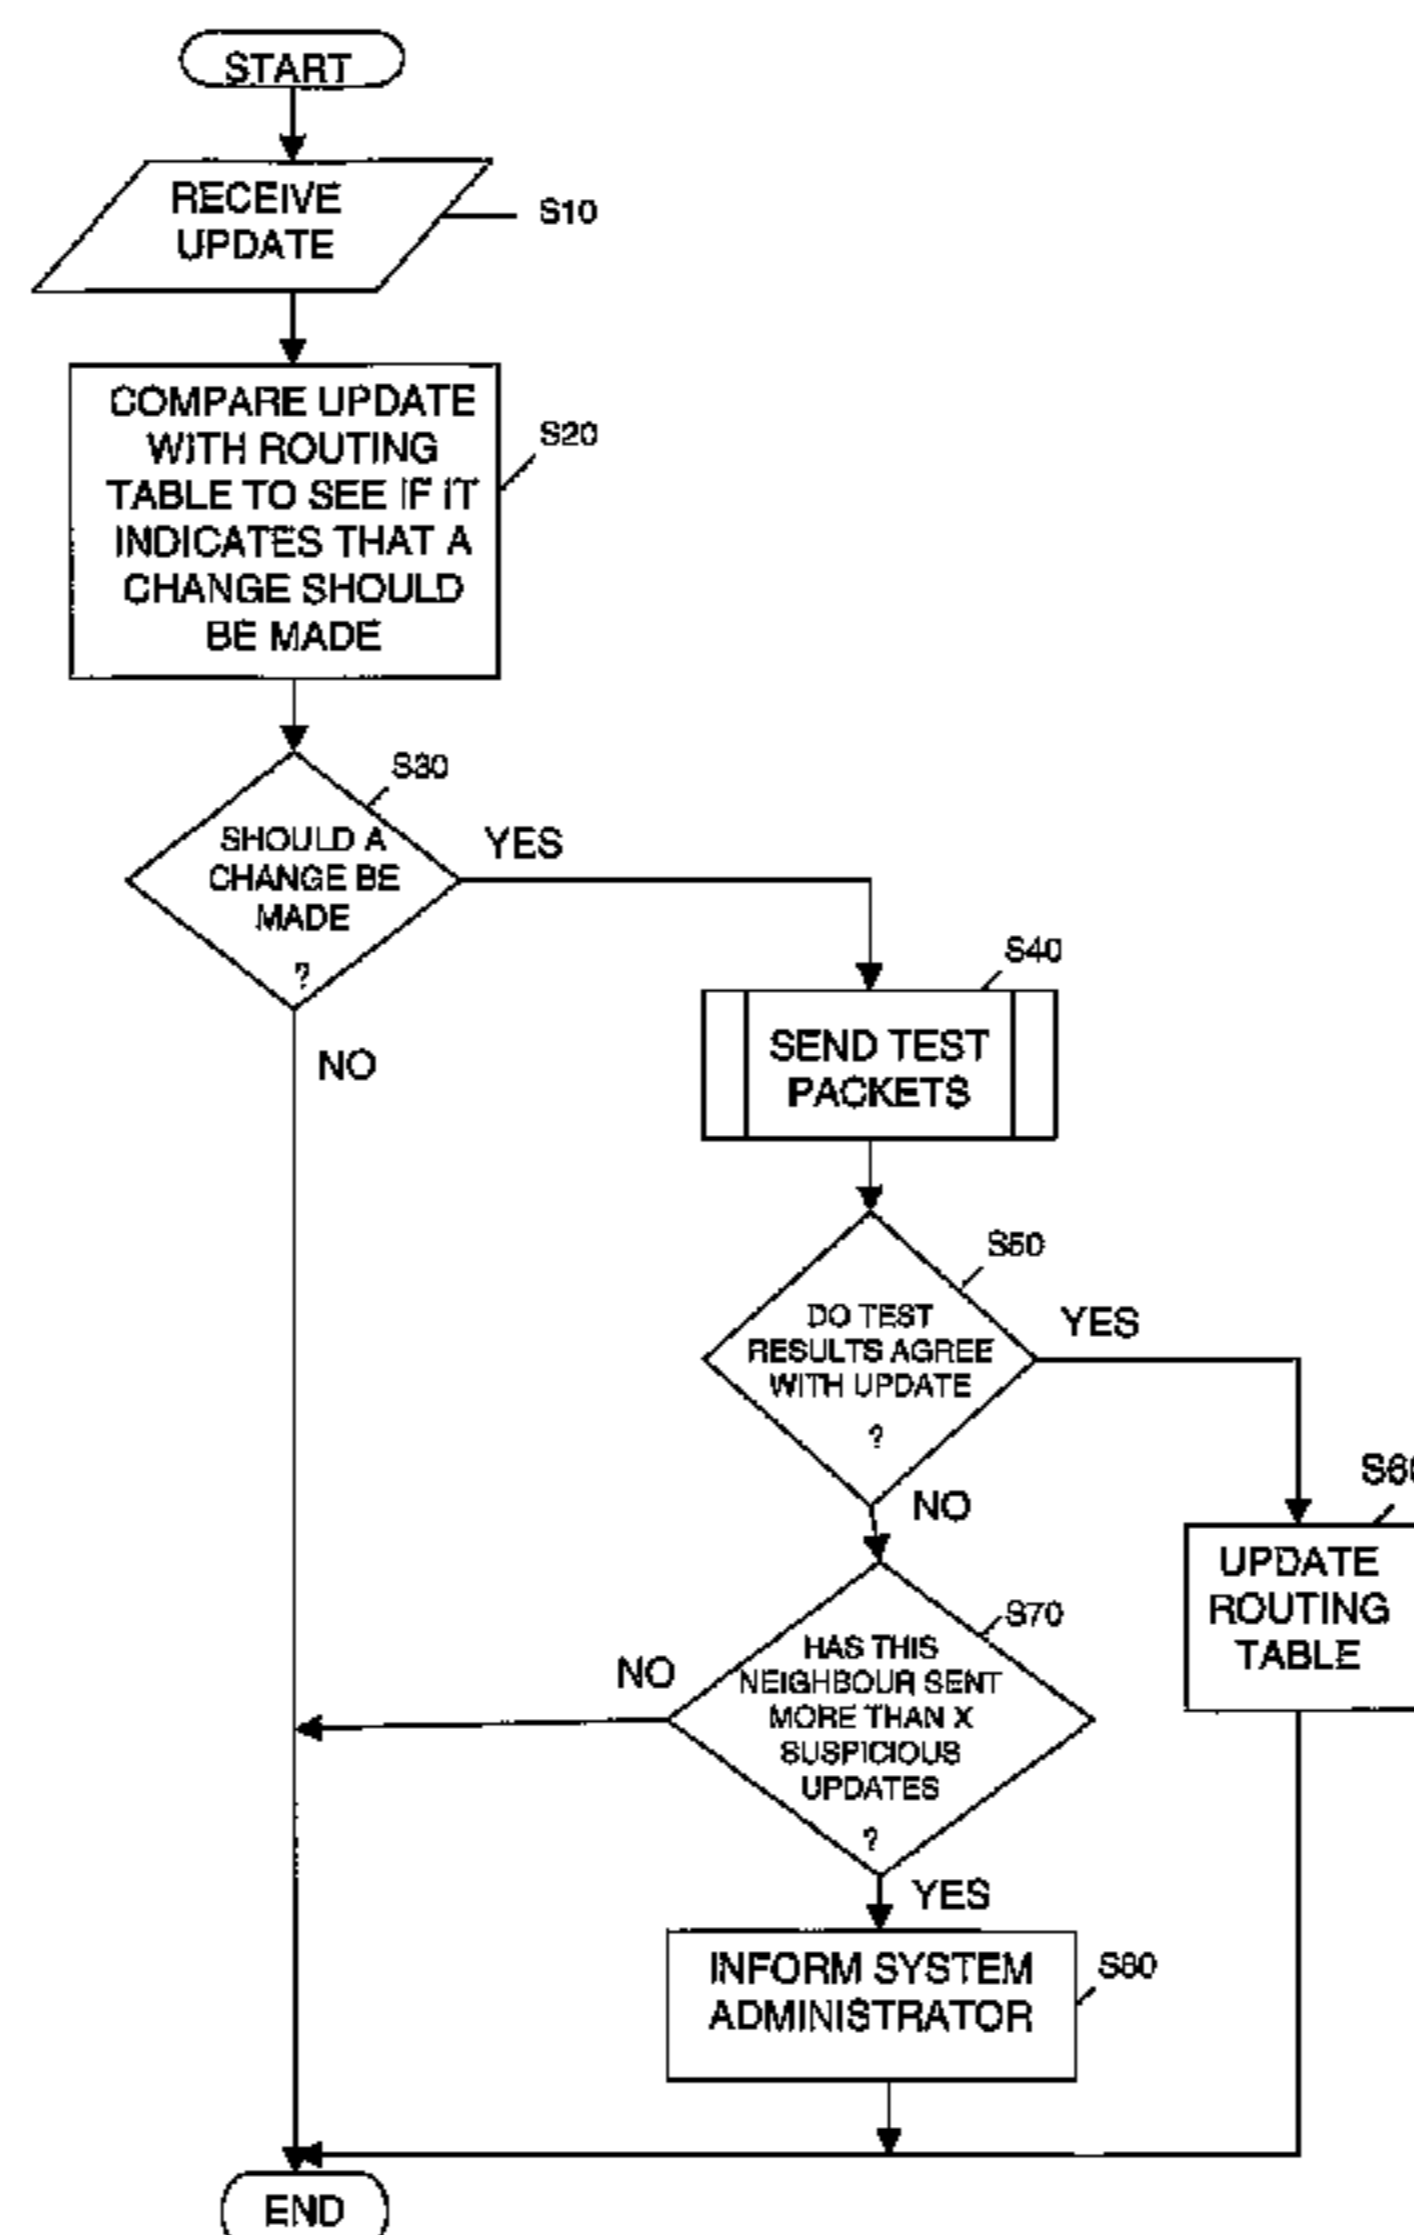 START
RECEIVE
UPDATE
S10
COMPARE UPDATE
WITH ROUTING
TABLE TO SEE IF IT
INDICATES THAT A
CHANGE SHOULD
BE MADE
S20
S30
SHOULD A
CHANGE BE
MADE
?
YES
NO
S40
SEND TEST
PACKETS
S50
DO TEST
RESULTS AGREE
WITH UPDATE
?
YES
NO
UPDATE
ROUTING
TABLE
S70
HAS THIS
NEIGHBOUR SENT
MORE THAN X
SUSPICIOUS
UPDATES
?
NO
YES
INFORM SYSTEM
ADMINISTRATOR
S80
END